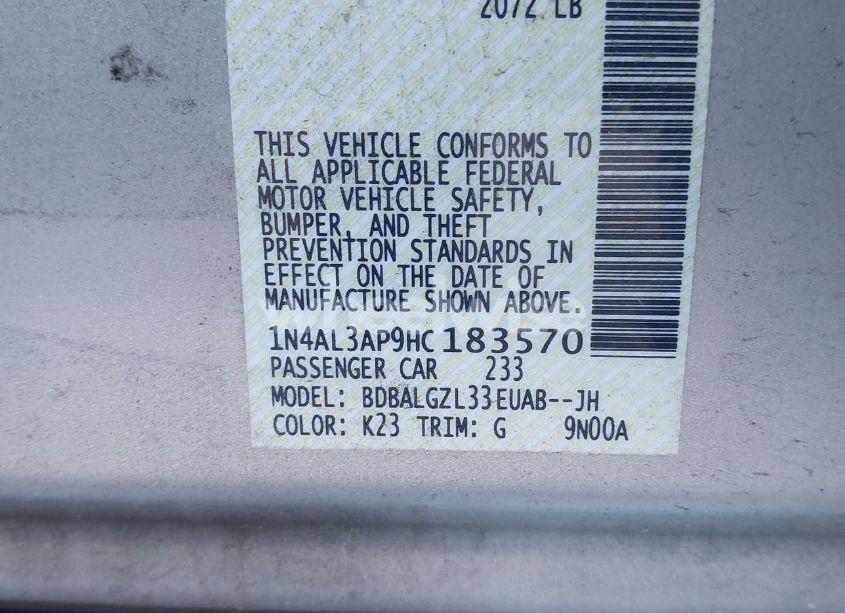 2072 LB
THIS VEHICLE CONFORMS TO
ALL APPLICABLE FEDERAL
MOTOR VEHICLE SAFETY,
BUMPER, AND THEFT
PREVENTION STANDARDS IN
EFFECT ON THE DATE OF
MANUFACTURE SHOWN ABOVE.
1N4AL3AP9HC183570
PASSENGER CAR 233
MODEL: BDBALGZL33EUAB--JH
COLOR: K23 TRIM: G 9N00A